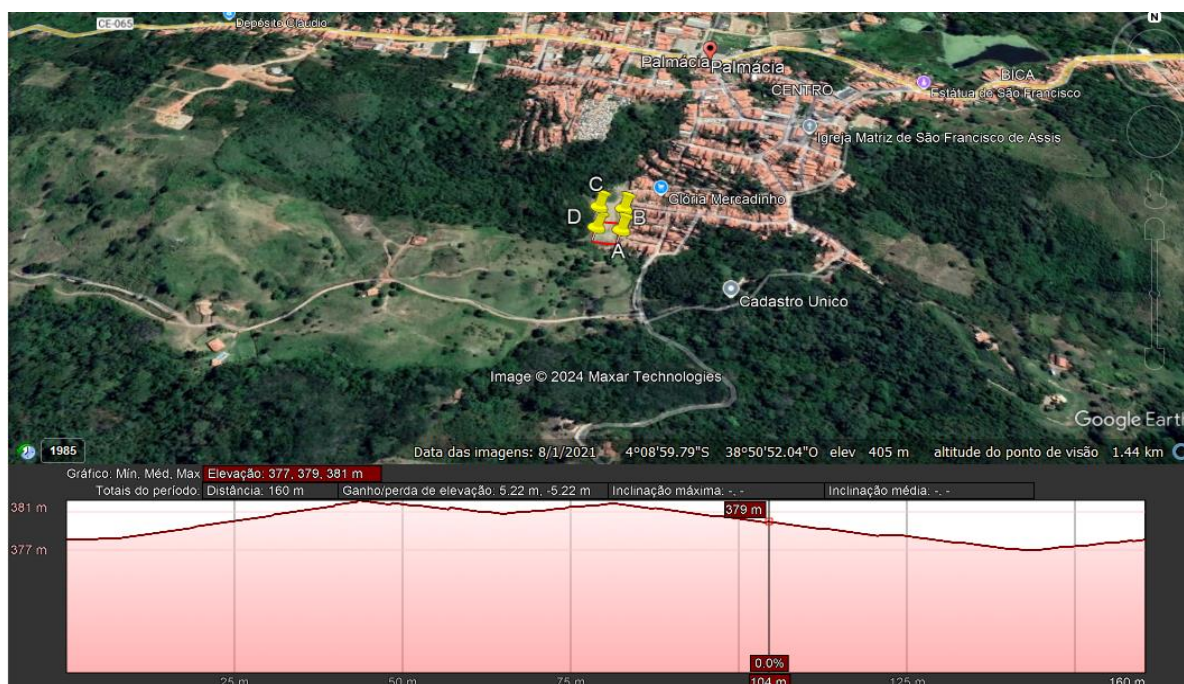 N
CE-065
Depósito Cláudio
Palmácia
Palmácia
BICA
CENTRO
Estátua de São Francisco
Igreja Matriz de São Francisco de Assis
C
Glória Mercadinho
D
B
A
Cadastro Unico
Image © 2024 Maxar Technologies
Google Earth
1985
Data das imagens: 8/1/2021 4°08'59.79"S 38°50'52.04"O elev 405 m altitude do ponto de visão 1.44 km
Gráfico: Mín, Méd, Max Elevação: 377, 379, 381 m
Totais do período: Distância: 160 m Ganho/perda de elevação: 5.22 m, -5.22 m Inclinação máxima: -, - Inclinação média: -, -
381 m
379 m
377 m
0.0%
25 m 50 m 75 m 104 m 125 m 160 m